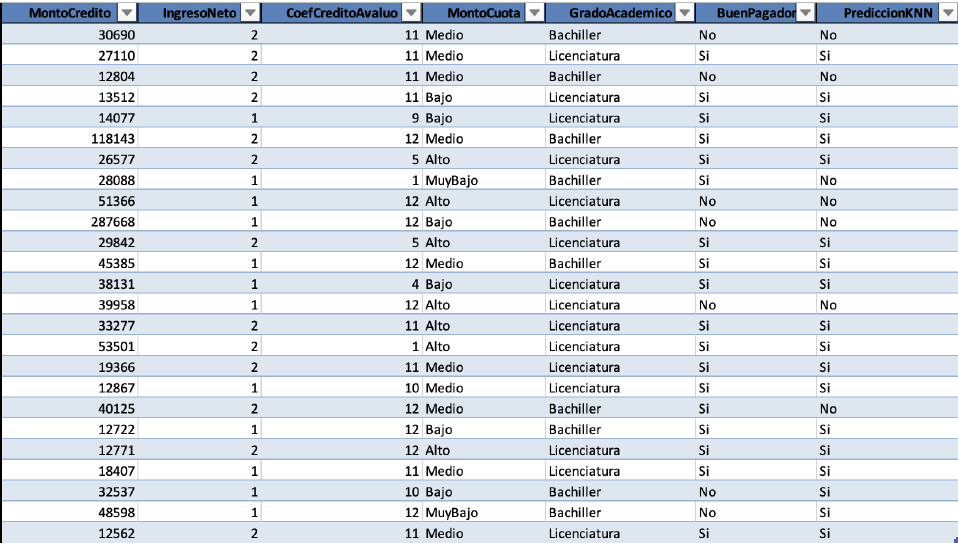 MontoCredito IngresoNeto CoefCreditoAvaluo MontoCuota GradoAcademico BuenPagador PrediccionKNN
30690 2 11 Medio Bachiller No No
27110 2 11 Medio Licenciatura Si Si
12804 2 11 Medio Bachiller No No
13512 2 11 Bajo Licenciatura Si Si
14077 1 9 Bajo Licenciatura Si Si
118143 2 12 Medio Bachiller Si Si
26577 2 5 Alto Licenciatura Si Si
28088 1 1 MuyBajo Bachiller Si No
51366 1 12 Alto Licenciatura No No
287668 1 12 Bajo Bachiller No No
29842 2 5 Alto Licenciatura Si Si
45385 1 12 Medio Bachiller Si Si
38131 1 4 Bajo Licenciatura Si Si
39958 1 12 Alto Licenciatura No No
33277 2 11 Alto Licenciatura Si Si
53501 2 1 Alto Licenciatura Si Si
19366 2 11 Medio Licenciatura Si Si
12867 1 10 Medio Licenciatura Si Si
40125 2 12 Medio Bachiller Si No
12722 1 12 Bajo Bachiller Si Si
12771 2 12 Alto Licenciatura Si Si
18407 1 11 Medio Licenciatura Si Si
32537 1 10 Bajo Bachiller No Si
48598 1 12 MuyBajo Bachiller No Si
12562 2 11 Medio Licenciatura Si Si